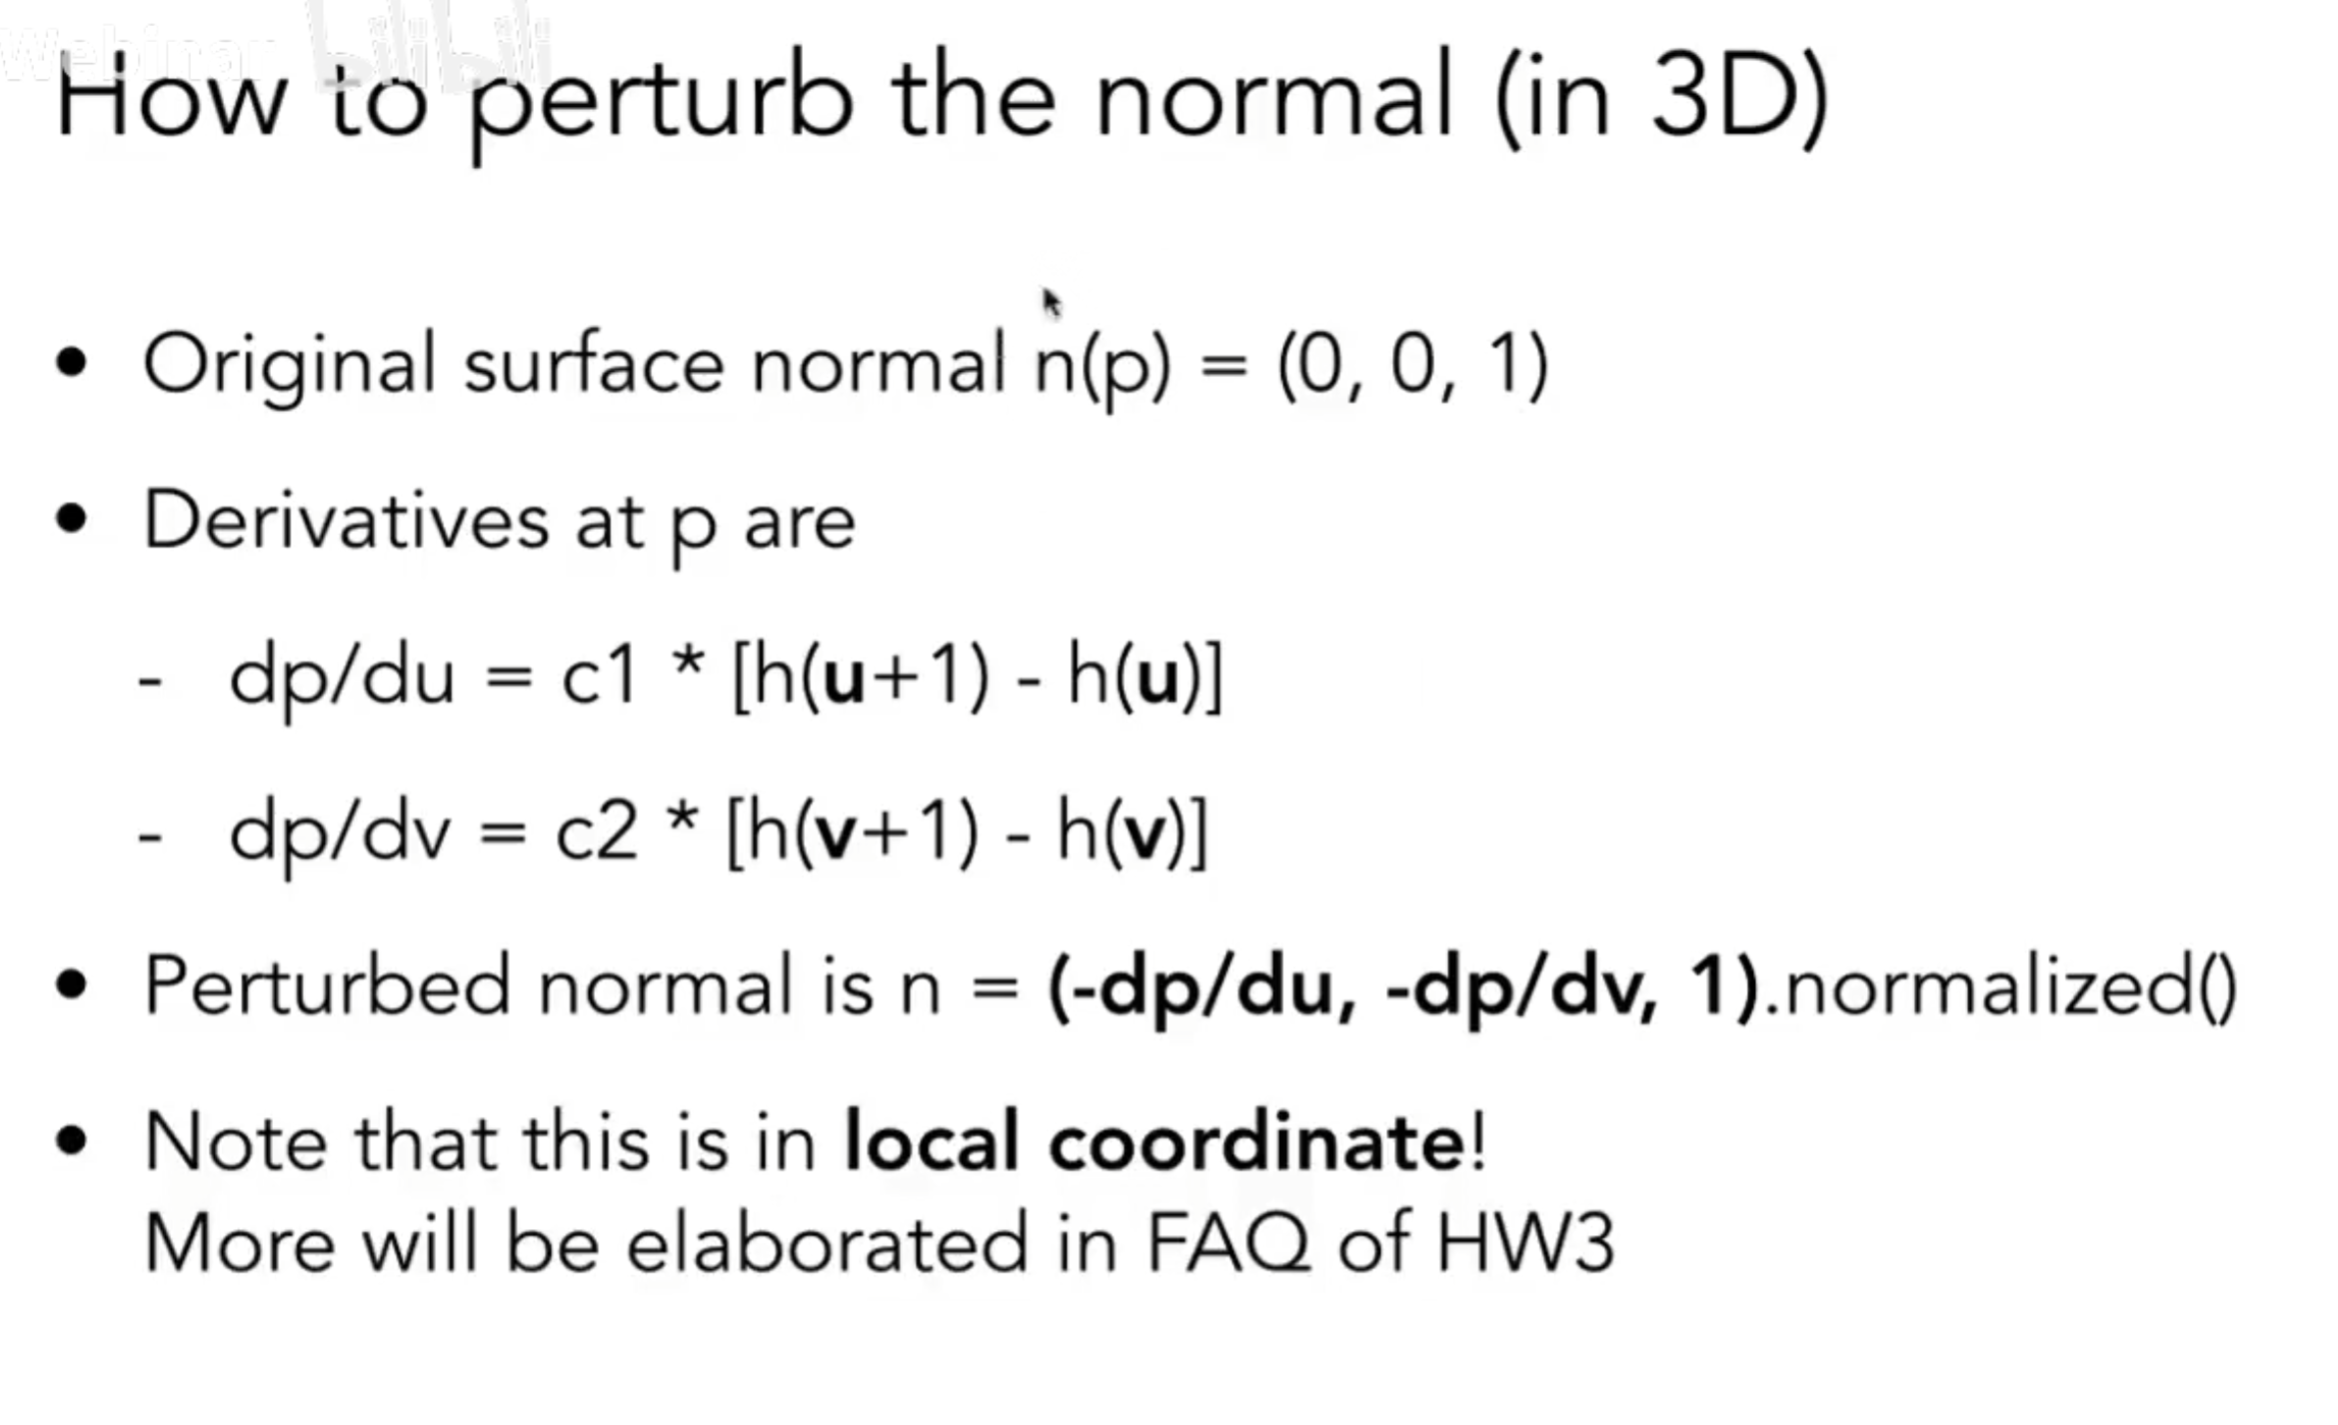 Webinar bilibili
How to perturb the normal (in 3D)
• Original surface normal n(p) = (0, 0, 1)
• Derivatives at p are
- dp/du = c1 * [h(u+1) - h(u)]
- dp/dv = c2 * [h(v+1) - h(v)]
• Perturbed normal is n = (-dp/du, -dp/dv, 1).normalized()
• Note that this is in local coordinate!
More will be elaborated in FAQ of HW3